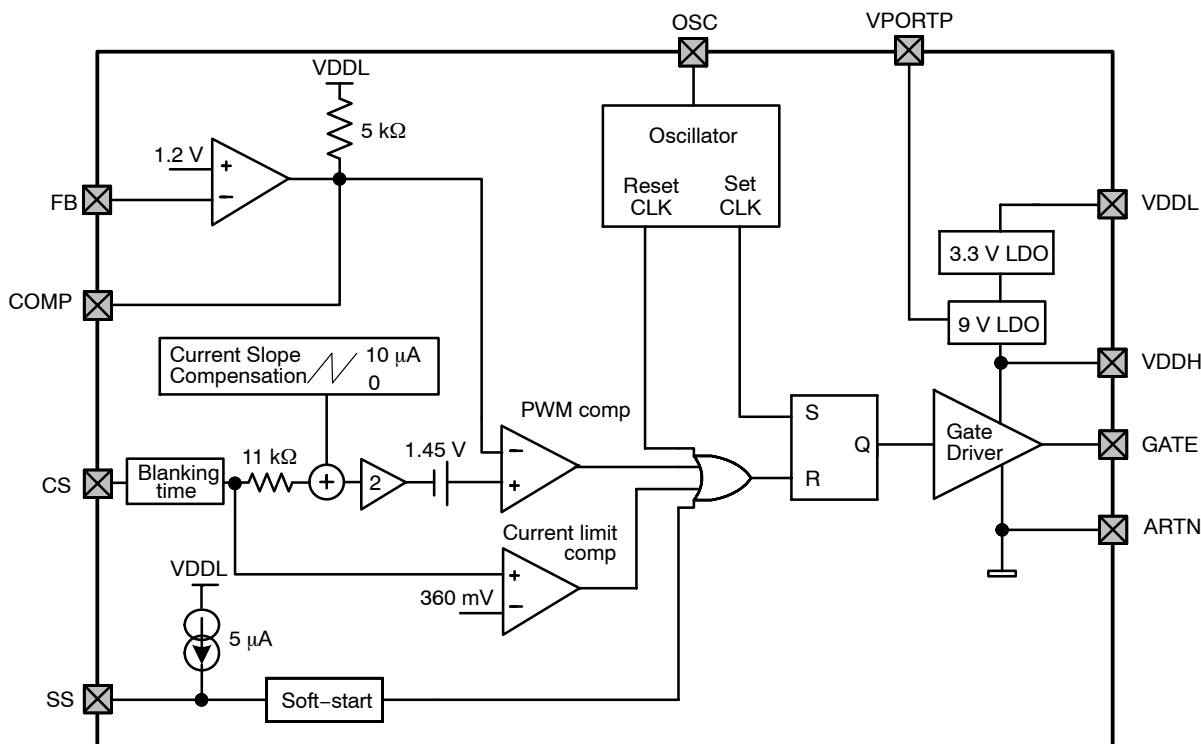 OSC
VPORTP
VDDL
5 kΩ
1.2 V
+
−
FB
Oscillator
Reset
CLK
Set
CLK
VDDL
3.3 V LDO
COMP
9 V LDO
Current Slope
Compensation
10 μA
0
VDDH
PWM comp
S
Q
R
Gate
Driver
GATE
11 kΩ
1.45 V
−
+
CS
Blanking
time
+
2
Current limit
comp
ARTN
VDDL
+
360 mV
−
5 μA
SS
Soft−start